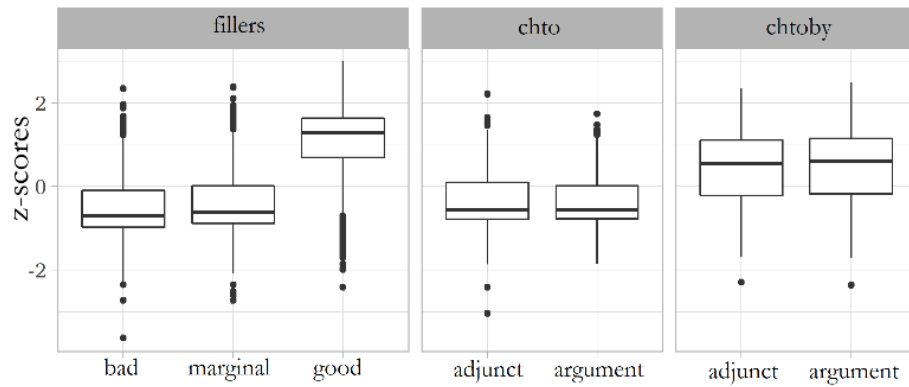 fillers chto chtoby
z-scores
2
0
-2
bad marginal good adjunct argument adjunct argument